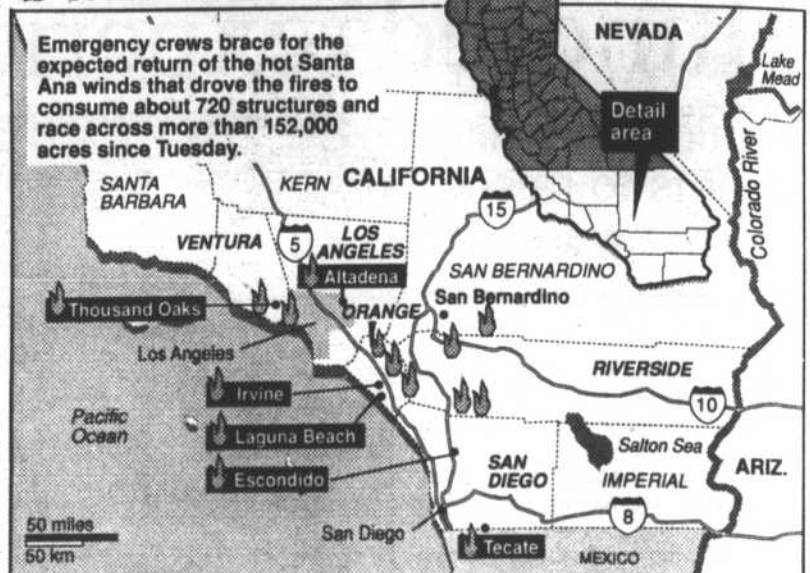 Emergency crews brace for the
expected return of the hot Santa
Ana winds that drove the fires to
consume about 720 structures and
race across more than 152,000
acres since Tuesday.
NEVADA
Lake
Mead
Detail
area
Colorado River
SANTA
BARBARA
KERN
CALIFORNIA
15
VENTURA
5
LOS
ANGELES
Altadena
SAN BERNARDINO
San Bernardino
Thousand Oaks
ORANGE
Los Angeles
RIVERSIDE
Irvine
10
Pacific
Ocean
Laguna Beach
Salton Sea
Escondido
SAN
DIEGO
IMPERIAL
ARIZ.
50 miles
50 km
San Diego
8
Tecate
MEXICO